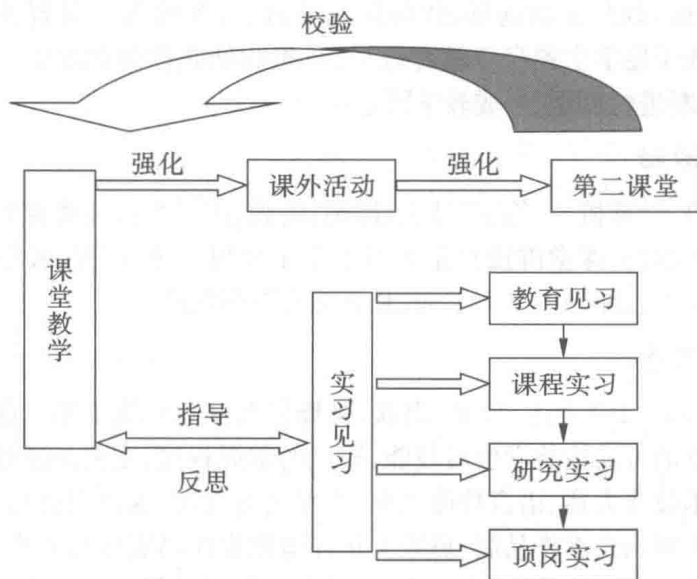 校验
强化
强化
课外活动
第二课堂
课堂教学
教育见习
实习见习
课程实习
指导
反思
研究实习
顶岗实习